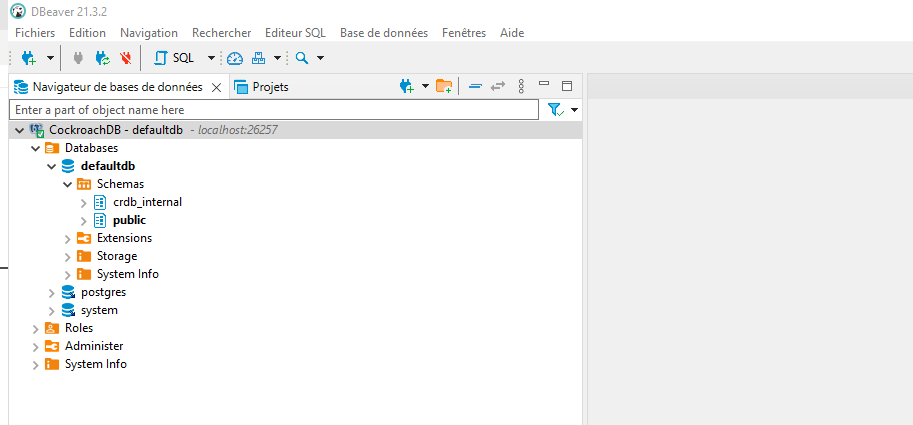 DBeaver 21.3.2
Fichiers Edition Navigation Rechercher Editeur SQL Base de données Fenêtres Aide
SQL
Navigateur de bases de données Projets
Enter a part of object name here
CockroachDB - defaultdb - localhost:26257
Databases
defaultdb
Schemas
crdb_internal
public
Extensions
Storage
System Info
postgres
system
Roles
Administer
System Info